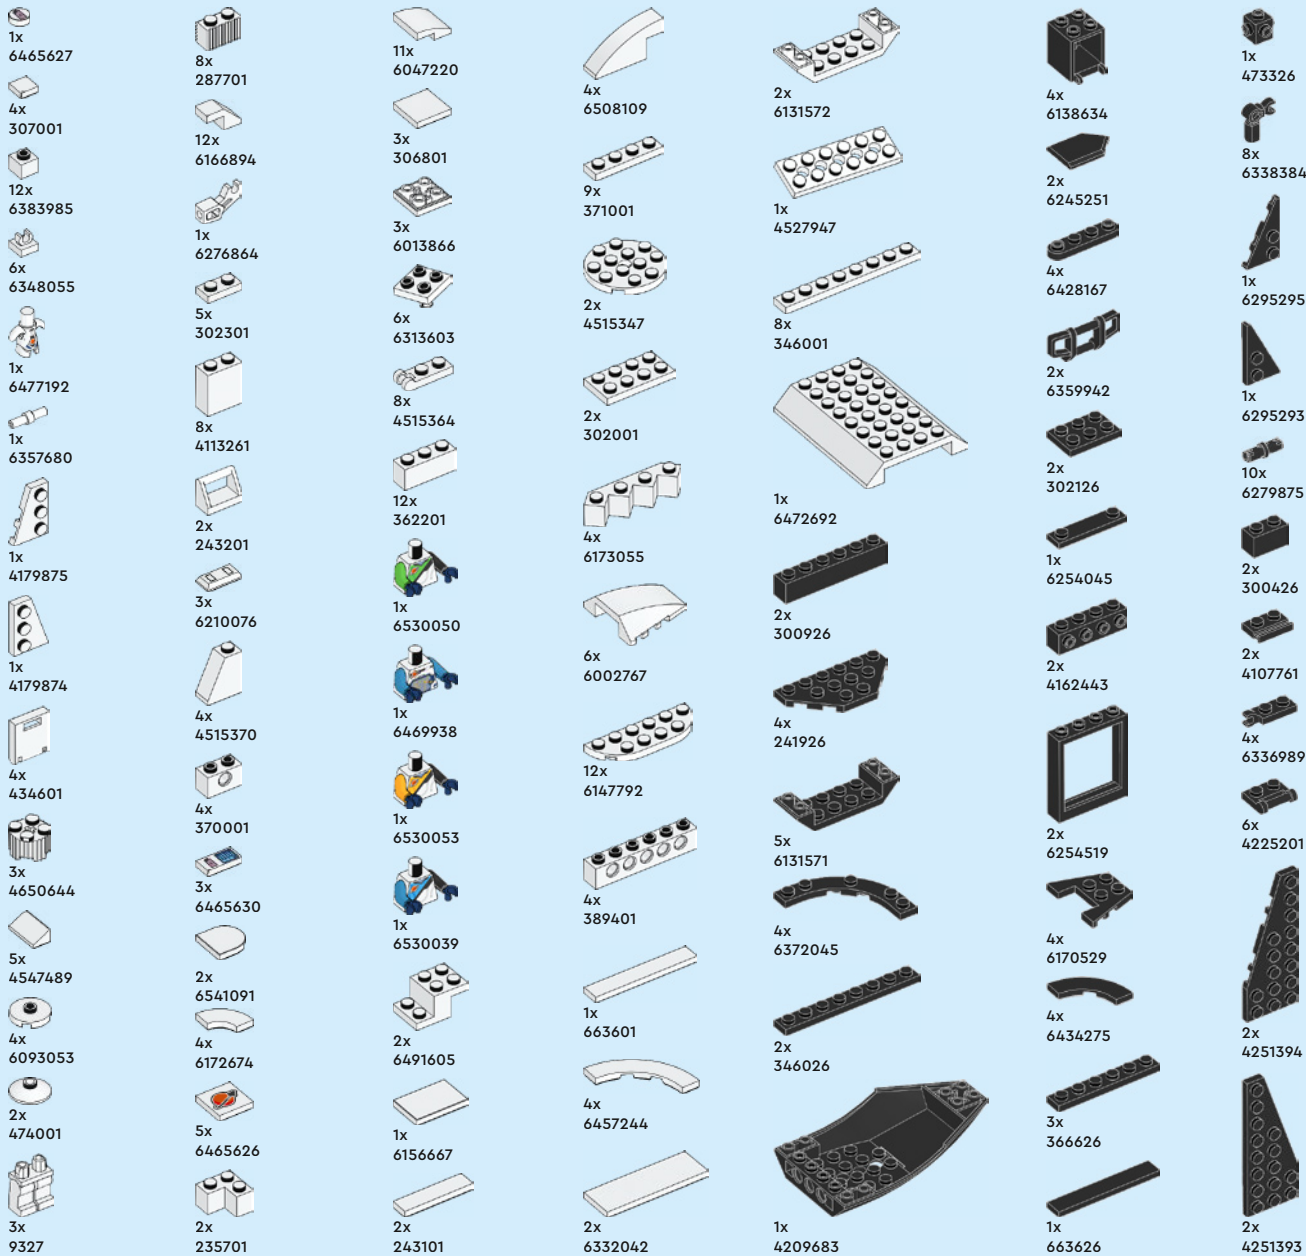 1x
6465627
4x
307001
12x
6383985
6x
6348055
1x
6477192
1x
6357680
1x
4179875
1x
4179874
4x
434601
3x
4650644
5x
4547489
4x
6093053
2x
474001
3x
9327
8x
287701
12x
6166894
1x
6276864
5x
302301
8x
4113261
2x
243201
3x
6210076
4x
4515370
4x
370001
3x
6465630
2x
6541091
4x
6172674
5x
6465626
2x
235701
11x
6047220
3x
306801
3x
6013866
6x
6313603
8x
4515364
12x
362201
1x
6530050
1x
6469938
1x
6530053
1x
6530039
2x
6491605
1x
6156667
2x
243101
4x
6508109
9x
371001
2x
4515347
2x
302001
4x
6173055
6x
6002767
12x
6147792
4x
389401
1x
663601
4x
6457244
2x
6332042
2x
6131572
1x
4527947
8x
346001
1x
6472692
2x
300926
4x
241926
5x
6131571
4x
6372045
2x
346026
1x
4209683
4x
6138634
2x
6245251
4x
6428167
2x
6359942
2x
302126
1x
6254045
2x
4162443
2x
6254519
4x
6170529
4x
6434275
3x
366626
1x
663626
1x
473326
8x
6338384
1x
6295295
1x
6295293
10x
6279875
2x
300426
2x
4107761
4x
6336989
6x
4225201
2x
4251394
2x
4251393